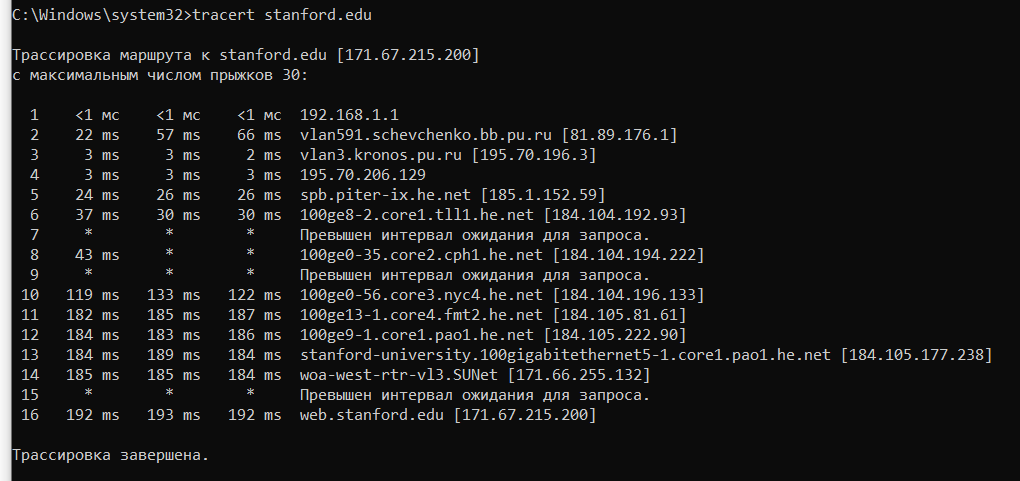 C:\Windows\system32>tracert stanford.edu
Трассировка маршрута к stanford.edu [171.67.215.200]
с максимальным числом прыжков 30:
1 <1 мс <1 мс <1 мс 192.168.1.1
2 22 ms 57 ms 66 ms vlan591.schevchenko.bb.pu.ru [81.89.176.1]
3 3 ms 3 ms 2 ms vlan3.kronos.pu.ru [195.70.196.3]
4 3 ms 3 ms 3 ms 195.70.206.129
5 24 ms 26 ms 26 ms spb.piter-ix.he.net [185.1.152.59]
6 37 ms 30 ms 30 ms 100ge8-2.core1.tll1.he.net [184.104.192.93]
7 * * * Превышен интервал ожидания для запроса.
8 43 ms * * 100ge0-35.core2.cph1.he.net [184.104.194.222]
9 * * * Превышен интервал ожидания для запроса.
10 119 ms 133 ms 122 ms 100ge0-56.core3.nyc4.he.net [184.104.196.133]
11 182 ms 185 ms 187 ms 100ge13-1.core4.fmt2.he.net [184.105.81.61]
12 184 ms 183 ms 186 ms 100ge9-1.core1.pao1.he.net [184.105.222.90]
13 184 ms 189 ms 184 ms stanford-university.100gigabitethernet5-1.core1.pao1.he.net [184.105.177.238]
14 185 ms 185 ms 184 ms woa-west-rtr-vl3.SUNet [171.66.255.132]
15 * * * Превышен интервал ожидания для запроса.
16 192 ms 193 ms 192 ms web.stanford.edu [171.67.215.200]
Трассировка завершена.